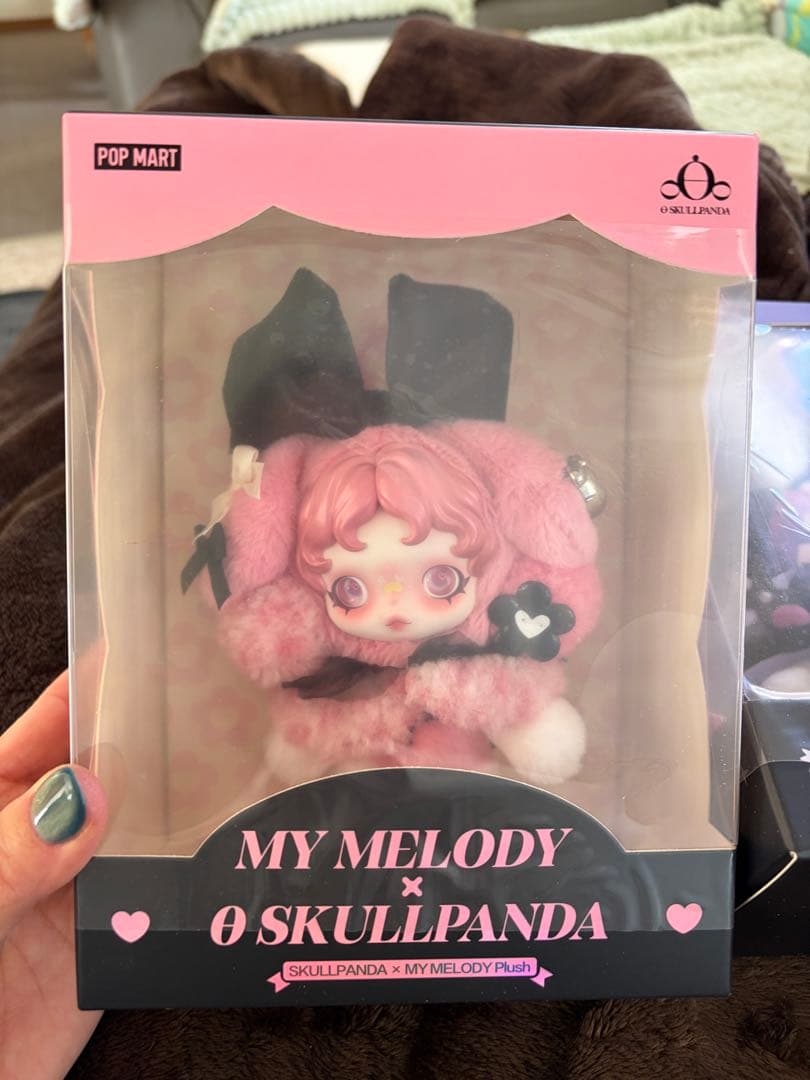 POP MART
θ SKULLPANDA
MY MELODY
×
θ SKULLPANDA
SKULLPANDA × MY MELODY Plush